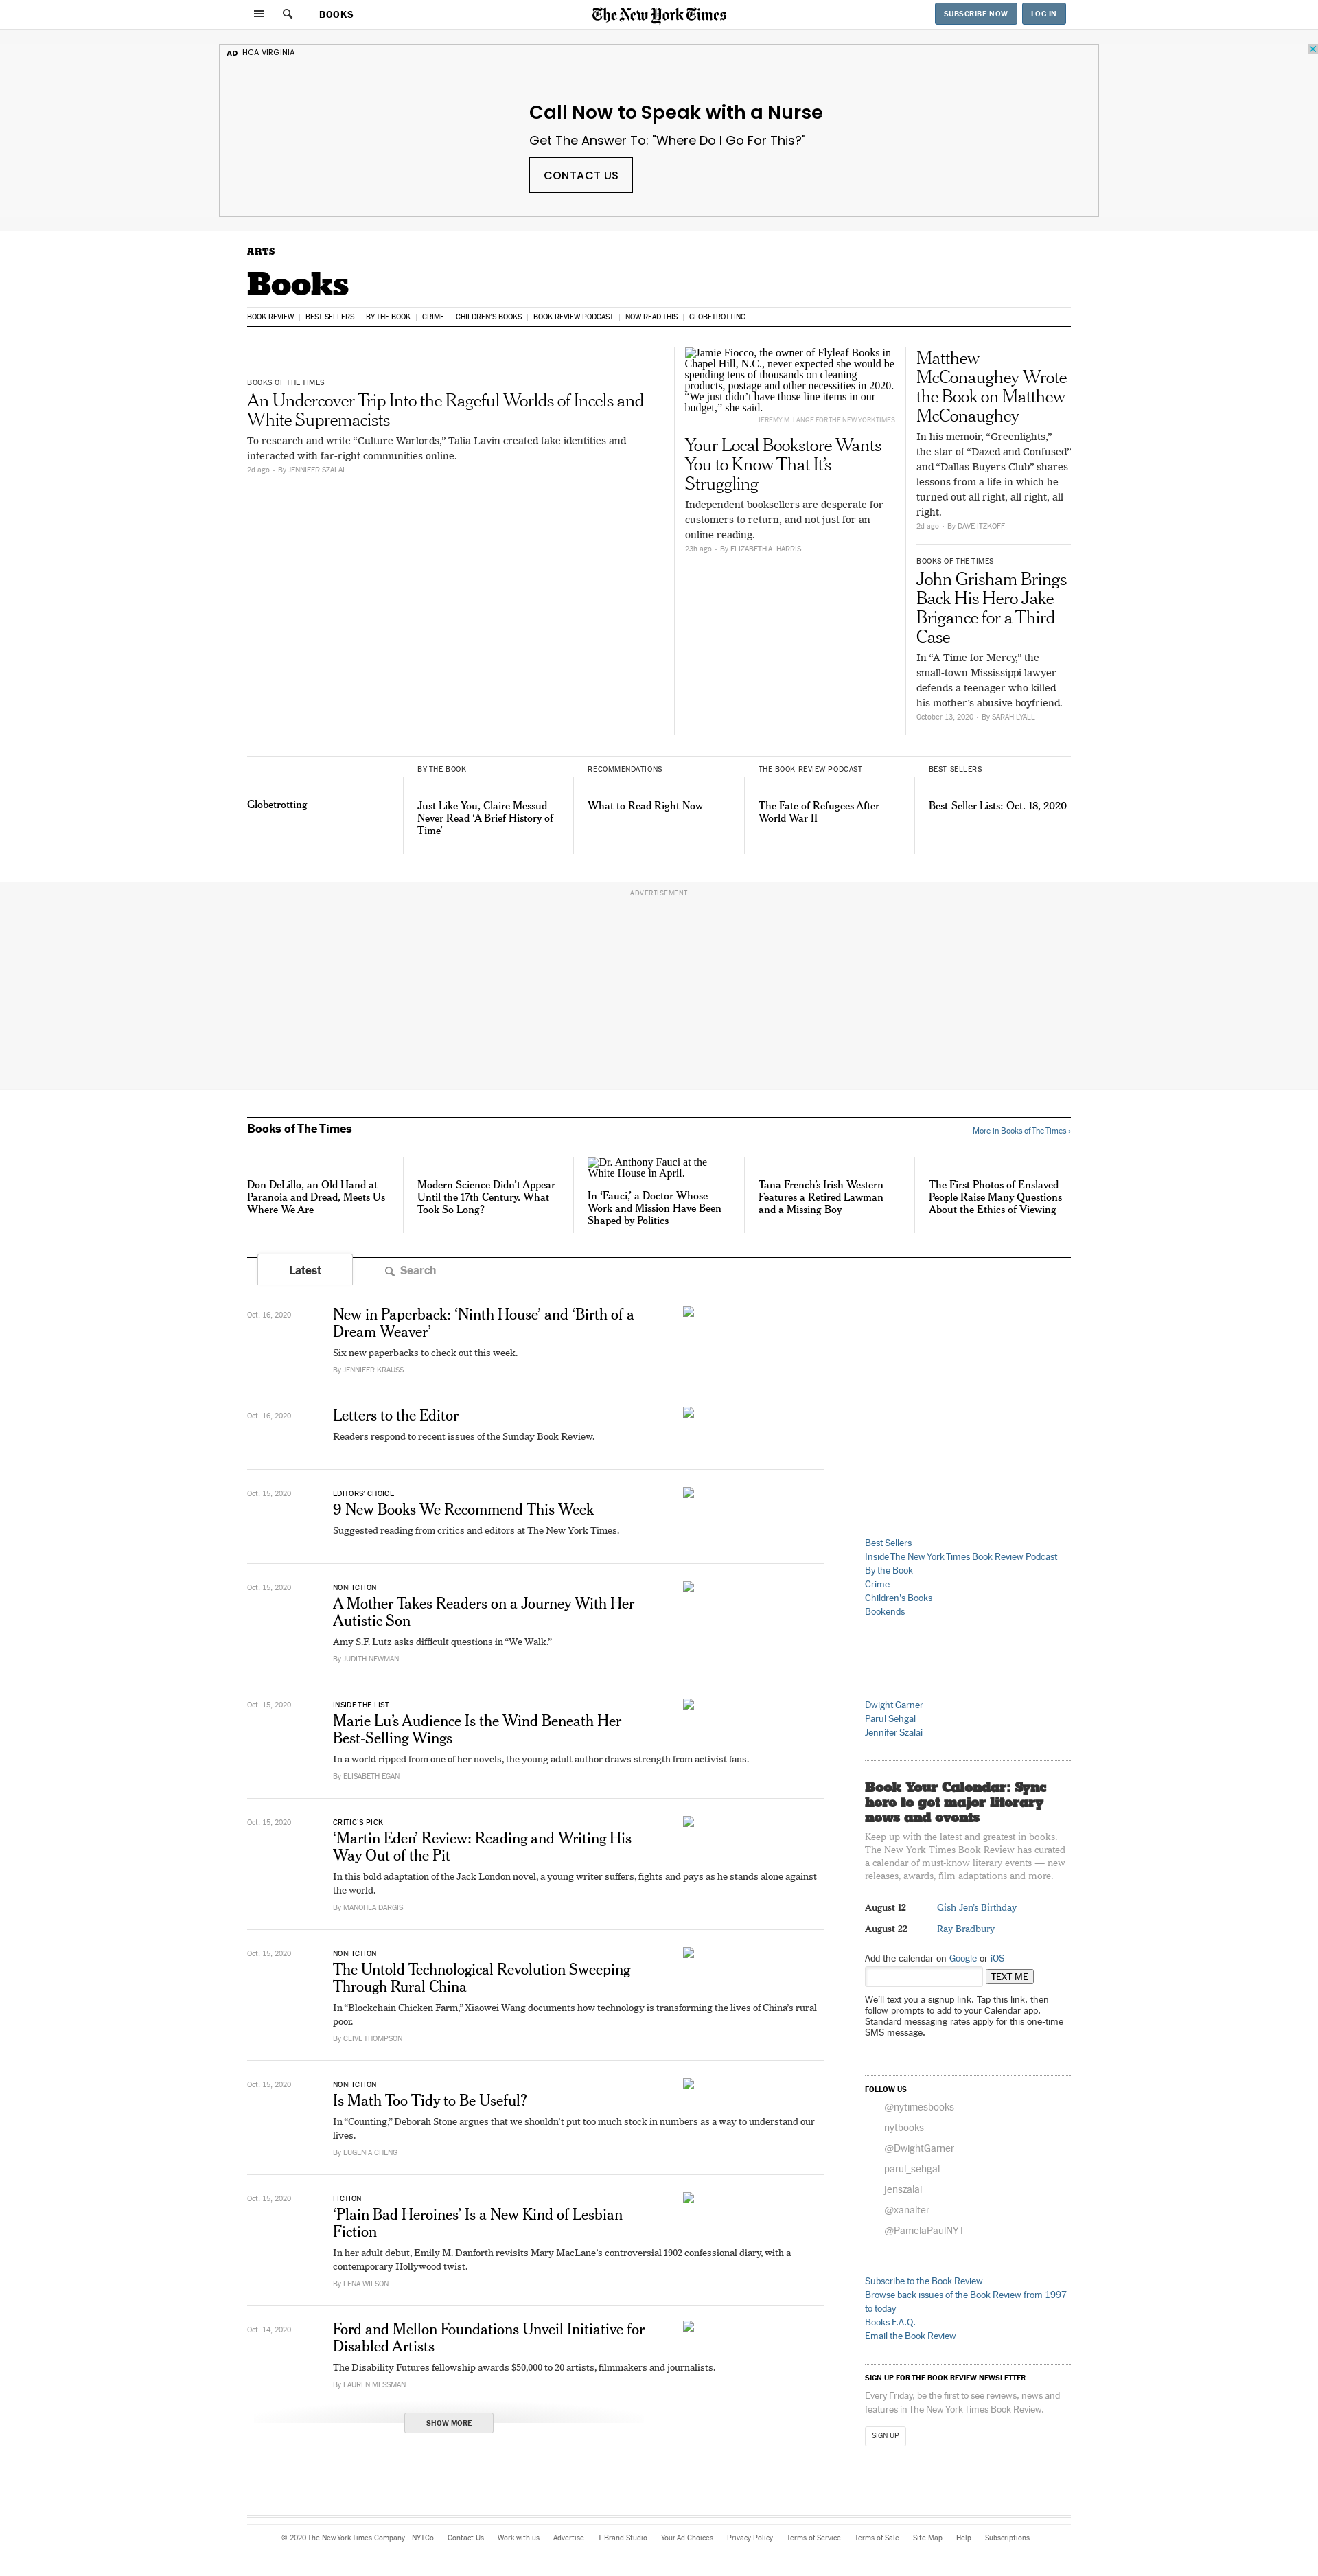 BOOKS
The New York Times
SUBSCRIBE NOW
LOG IN
AD HCA VIRGINIA
Call Now to Speak with a Nurse
Get The Answer To: "Where Do I Go For This?"
CONTACT US
ARTS
Books
BOOK REVIEW
BEST SELLERS
BY THE BOOK
CRIME
CHILDREN'S BOOKS
BOOK REVIEW PODCAST
NOW READ THIS
GLOBETROTTING
BOOKS OF THE TIMES
An Undercover Trip Into the Rageful Worlds of Incels and
White Supremacists
To research and write “Culture Warlords,” Talia Lavin created fake identities and
interacted with far-right communities online.
2d ago - By JENNIFER SZALAI
Jamie Fiocco, the owner of Flyleaf Books in
Chapel Hill, N.C., never expected she would be
spending tens of thousands on cleaning
products, postage and other necessities in 2020.
“We just didn’t have those line items in our
budget,” she said.
JEREMY M. LANGE FOR THE NEW YORK TIMES
Your Local Bookstore Wants
You to Know That It’s
Struggling
Independent booksellers are desperate for
customers to return, and not just for an
online reading.
23h ago - By ELIZABETH A. HARRIS
Matthew
McConaughey Wrote
the Book on Matthew
McConaughey
In his memoir, “Greenlights,”
the star of “Dazed and Confused”
and “Dallas Buyers Club” shares
lessons from a life in which he
turned out all right, all right, all
right.
2d ago - By DAVE ITZKOFF
BOOKS OF THE TIMES
John Grisham Brings
Back His Hero Jake
Brigance for a Third
Case
In “A Time for Mercy,” the
small-town Mississippi lawyer
defends a teenager who killed
his mother’s abusive boyfriend.
October 13, 2020 - By SARAH LYALL
Globetrotting
BY THE BOOK
Just Like You, Claire Messud
Never Read ‘A Brief History of
Time’
RECOMMENDATIONS
What to Read Right Now
THE BOOK REVIEW PODCAST
The Fate of Refugees After
World War II
BEST SELLERS
Best-Seller Lists: Oct. 18, 2020
ADVERTISEMENT
Books of The Times
More in Books of The Times ›
Don DeLillo, an Old Hand at
Paranoia and Dread, Meets Us
Where We Are
Modern Science Didn’t Appear
Until the 17th Century. What
Took So Long?
Dr. Anthony Fauci at the
White House in April.
In ‘Fauci,’ a Doctor Whose
Work and Mission Have Been
Shaped by Politics
Tana French’s Irish Western
Features a Retired Lawman
and a Missing Boy
The First Photos of Enslaved
People Raise Many Questions
About the Ethics of Viewing
Latest
Search
Oct. 16, 2020
New in Paperback: ‘Ninth House’ and ‘Birth of a
Dream Weaver’
Six new paperbacks to check out this week.
By JENNIFER KRAUSS
Oct. 16, 2020
Letters to the Editor
Readers respond to recent issues of the Sunday Book Review.
Oct. 15, 2020
EDITORS’ CHOICE
9 New Books We Recommend This Week
Suggested reading from critics and editors at The New York Times.
Oct. 15, 2020
NONFICTION
A Mother Takes Readers on a Journey With Her
Autistic Son
Amy S.F. Lutz asks difficult questions in “We Walk.”
By JUDITH NEWMAN
Oct. 15, 2020
INSIDE THE LIST
Marie Lu’s Audience Is the Wind Beneath Her
Best-Selling Wings
In a world ripped from one of her novels, the young adult author draws strength from activist fans.
By ELISABETH EGAN
Oct. 15, 2020
CRITIC’S PICK
‘Martin Eden’ Review: Reading and Writing His
Way Out of the Pit
In this bold adaptation of the Jack London novel, a young writer suffers, fights and pays as he stands alone against
the world.
By MANOHLA DARGIS
Oct. 15, 2020
NONFICTION
The Untold Technological Revolution Sweeping
Through Rural China
In “Blockchain Chicken Farm,” Xiaowei Wang documents how technology is transforming the lives of China’s rural
poor.
By CLIVE THOMPSON
Oct. 15, 2020
NONFICTION
Is Math Too Tidy to Be Useful?
In “Counting,” Deborah Stone argues that we shouldn’t put too much stock in numbers as a way to understand our
lives.
By EUGENIA CHENG
Oct. 15, 2020
FICTION
‘Plain Bad Heroines’ Is a New Kind of Lesbian
Fiction
In her adult debut, Emily M. Danforth revisits Mary MacLane’s controversial 1902 confessional diary, with a
contemporary Hollywood twist.
By LENA WILSON
Oct. 14, 2020
Ford and Mellon Foundations Unveil Initiative for
Disabled Artists
The Disability Futures fellowship awards $50,000 to 20 artists, filmmakers and journalists.
By LAUREN MESSMAN
SHOW MORE
Best Sellers
Inside The New York Times Book Review Podcast
By the Book
Crime
Children's Books
Bookends
Dwight Garner
Parul Sehgal
Jennifer Szalai
Book Your Calendar: Sync
here to get major literary
news and events
Keep up with the latest and greatest in books.
The New York Times Book Review has curated
a calendar of must-know literary events — new
releases, awards, film adaptations and more.
August 12 Gish Jen’s Birthday
August 22 Ray Bradbury
Add the calendar on Google or iOS
TEXT ME
We’ll text you a signup link. Tap this link, then
follow prompts to add to your Calendar app.
Standard messaging rates apply for this one-time
SMS message.
FOLLOW US
@nytimesbooks
nytbooks
@DwightGarner
parul_sehgal
jenszalai
@xanalter
@PamelaPaulNYT
Subscribe to the Book Review
Browse back issues of the Book Review from 1997
to today
Books F.A.Q.
Email the Book Review
SIGN UP FOR THE BOOK REVIEW NEWSLETTER
Every Friday, be the first to see reviews, news and
features in The New York Times Book Review.
SIGN UP
© 2020 The New York Times Company NYTCo Contact Us Work with us Advertise T Brand Studio Your Ad Choices Privacy Policy Terms of Service Terms of Sale Site Map Help Subscriptions